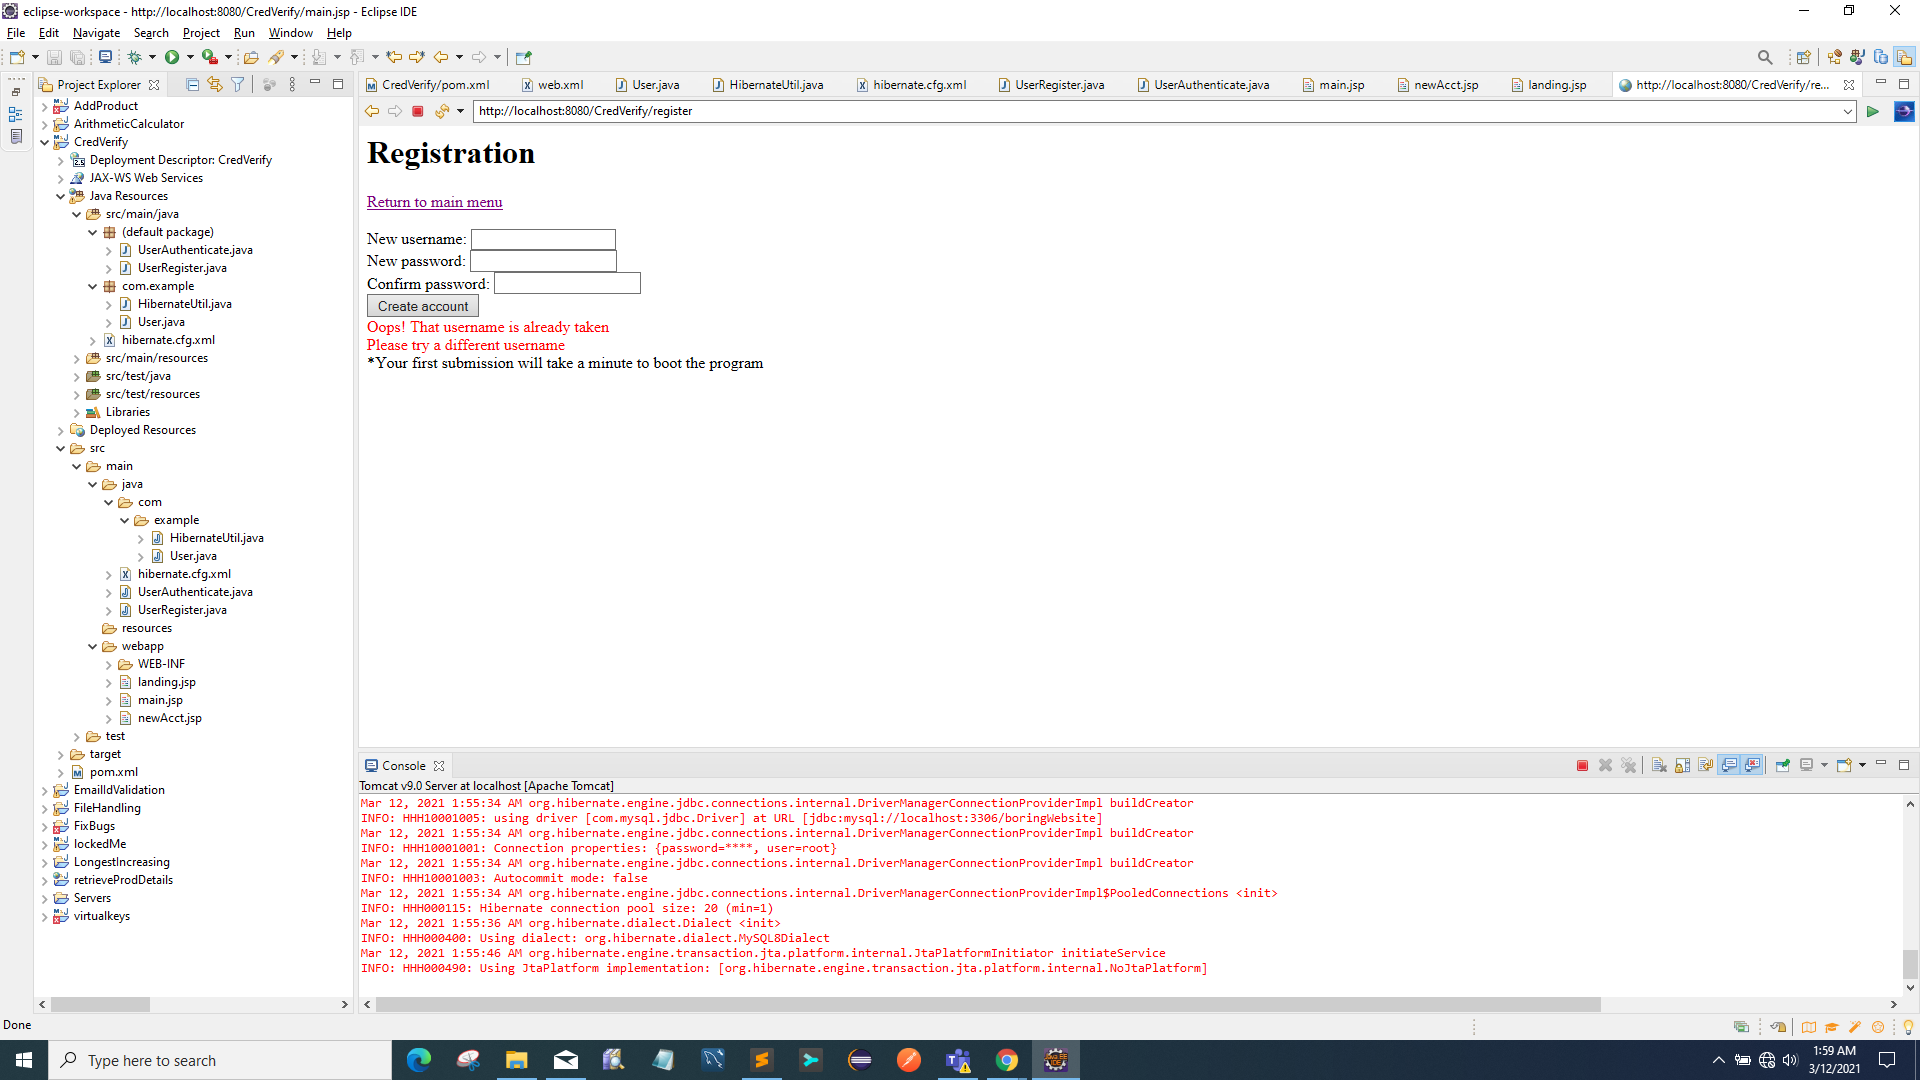 eclipse-workspace - http://localhost:8080/CredVerify/main.jsp - Eclipse IDE
File Edit Navigate Search Project Run Window Help
Project Explorer
CredVerify/pom.xml web.xml User.java HibernateUtil.java hibernate.cfg.xml UserRegister.java UserAuthenticate.java main.jsp newAcct.jsp landing.jsp http://localhost:8080/CredVerify/re...
http://localhost:8080/CredVerify/register
AddProduct
ArithmeticCalculator
CredVerify
Deployment Descriptor: CredVerify
JAX-WS Web Services
Java Resources
src/main/java
(default package)
UserAuthenticate.java
UserRegister.java
com.example
HibernateUtil.java
User.java
hibernate.cfg.xml
src/main/resources
src/test/java
src/test/resources
Libraries
Deployed Resources
src
main
java
com
example
HibernateUtil.java
User.java
hibernate.cfg.xml
UserAuthenticate.java
UserRegister.java
resources
webapp
WEB-INF
landing.jsp
main.jsp
newAcct.jsp
test
target
pom.xml
EmailIdValidation
FileHandling
FixBugs
lockedMe
LongestIncreasing
retrieveProdDetails
Servers
virtualkeys
Registration
Return to main menu
New username:
New password:
Confirm password:
Create account
Oops! That username is already taken
Please try a different username
*Your first submission will take a minute to boot the program
Console
Tomcat v9.0 Server at localhost [Apache Tomcat]
Mar 12, 2021 1:55:34 AM org.hibernate.engine.jdbc.connections.internal.DriverManagerConnectionProviderImpl buildCreator
INFO: HHH10001005: using driver [com.mysql.jdbc.Driver] at URL [jdbc:mysql://localhost:3306/boringWebsite]
Mar 12, 2021 1:55:34 AM org.hibernate.engine.jdbc.connections.internal.DriverManagerConnectionProviderImpl buildCreator
INFO: HHH10001001: Connection properties: {password=****, user=root}
Mar 12, 2021 1:55:34 AM org.hibernate.engine.jdbc.connections.internal.DriverManagerConnectionProviderImpl buildCreator
INFO: HHH10001003: Autocommit mode: false
Mar 12, 2021 1:55:34 AM org.hibernate.engine.jdbc.connections.internal.DriverManagerConnectionProviderImpl$PooledConnections <init>
INFO: HHH000115: Hibernate connection pool size: 20 (min=1)
Mar 12, 2021 1:55:36 AM org.hibernate.dialect.Dialect <init>
INFO: HHH000400: Using dialect: org.hibernate.dialect.MySQL8Dialect
Mar 12, 2021 1:55:46 AM org.hibernate.engine.transaction.jta.platform.internal.JtaPlatformInitiator initiateService
INFO: HHH000490: Using JtaPlatform implementation: [org.hibernate.engine.transaction.jta.platform.internal.NoJtaPlatform]
Done
Type here to search
1:59 AM
3/12/2021